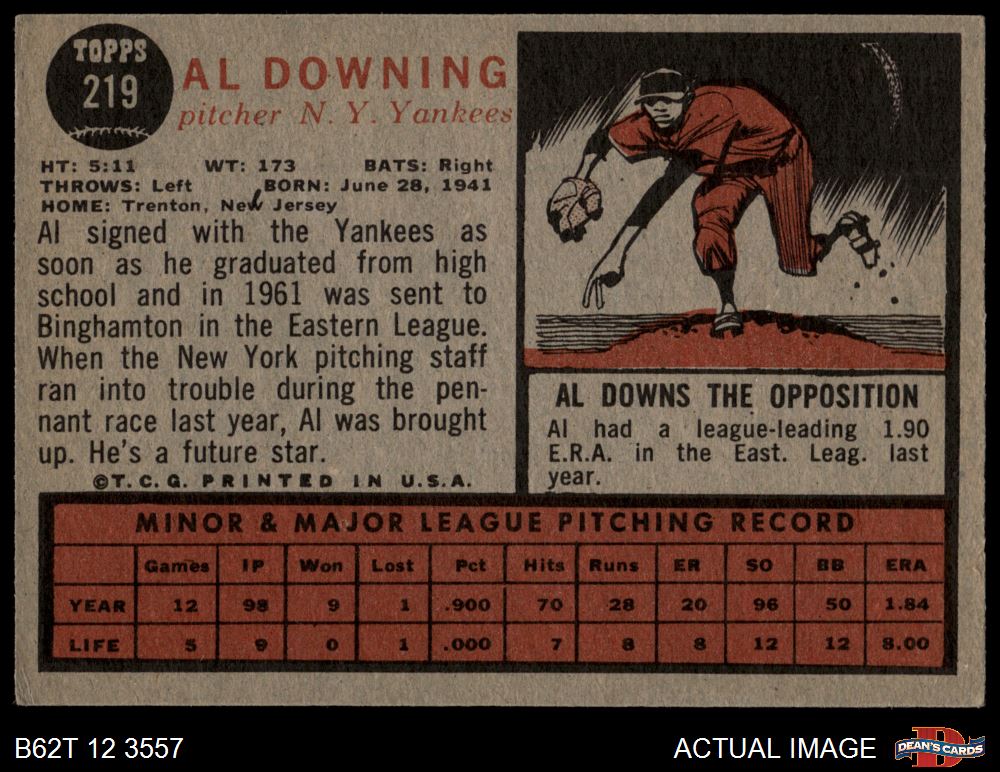 TOPPS
219
AL DOWNING
pitcher N. Y. Yankees
HT: 5:11 WT: 173 BATS: Right
THROWS: Left BORN: June 28, 1941
HOME: Trenton, New Jersey
Al signed with the Yankees as
soon as he graduated from high
school and in 1961 was sent to
Binghamton in the Eastern League.
When the New York pitching staff
ran into trouble during the pen-
nant race last year, Al was brought
up. He's a future star.
©T. C. G. PRINTED IN U.S.A.
AL DOWNS THE OPPOSITION
Al had a league-leading 1.90
E.R.A. in the East. Leag. last
year.
MINOR & MAJOR LEAGUE PITCHING RECORD
Games IP Won Lost Pct Hits Runs ER SO BB ERA
YEAR 12 98 9 1 .900 70 28 20 96 50 1.84
LIFE 5 9 0 1 .000 7 8 8 12 12 8.00
B62T 12 3557
ACTUAL IMAGE
D
DEAN'S CARDS